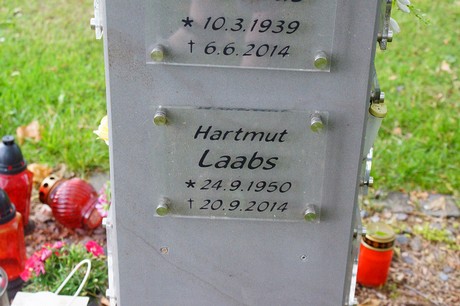 * 10.3.1939
† 6.6.2014
Hartmut
Laabs
* 24.9.1950
† 20.9.2014